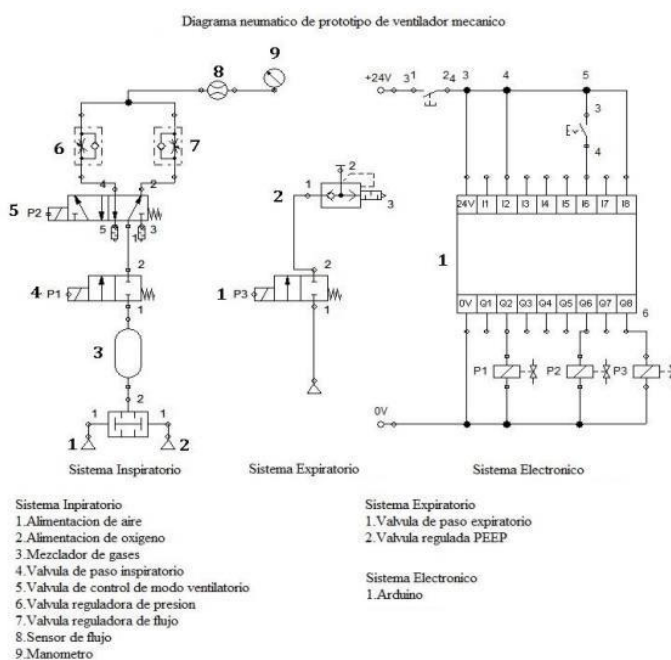 Diagrama neumatico de prototipo de ventilador mecanico
9
8
6
7
4 2
5 P2
5 1 3
2
4 P1
1
3
2
1 1
1 2
Sistema Inspiratorio
2
2 1
3
2
1 P3
1
Sistema Expiratorio
+24V 3 1 2 4 3 4 5
3
4
24V I1 I2 I3 I4 I5 I6 I7 I8
1
0V Q1 Q2 Q3 Q4 Q5 Q6 Q7 Q8
6
P1 P2 P3
0V
Sistema Electronico
Sistema Inpiratorio
1.Alimentacion de aire
2.Alimentacion de oxigeno
3.Mezclador de gases
4.Valvula de paso inspiratorio
5.Valvula de control de modo ventilatorio
6.Valvula reguladora de presion
7.Valvula reguladora de flujo
8.Sensor de flujo
9.Manometro
Sistema Expiratorio
1.Valvula de paso expiratorio
2.Valvula regulada PEEP
Sistema Electronico
1.Arduino